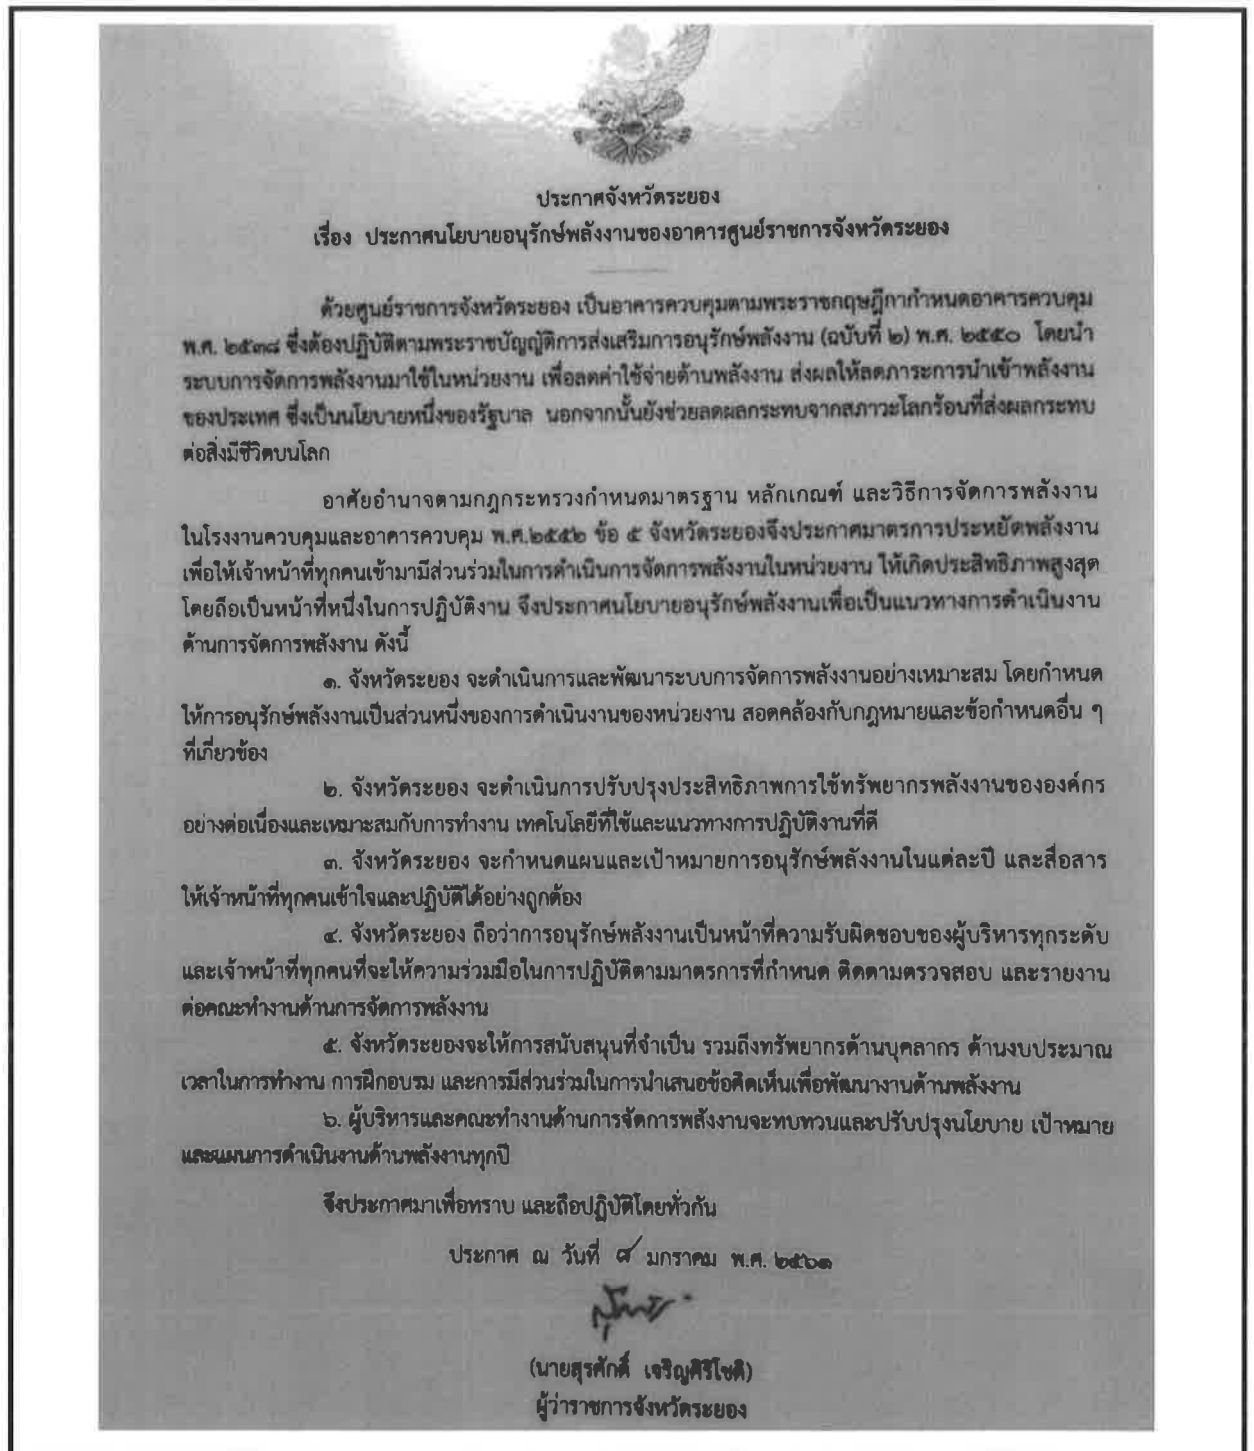 ประกาศจังหวัดระยอง
เรื่อง ประกาศนโยบายอนุรักษ์พลังงานของอาคารศูนย์ราชการจังหวัดระยอง
ด้วยศูนย์ราชการจังหวัดระยอง เป็นอาคารควบคุมตามพระราชกฤษฎีกากำหนดอาคารควบคุม
พ.ศ. ๒๕๓๘ ซึ่งต้องปฏิบัติตามพระราชบัญญัติการส่งเสริมการอนุรักษ์พลังงาน (ฉบับที่ ๒) พ.ศ. ๒๕๕๐ โดยนำ
ระบบการจัดการพลังงานมาใช้ในหน่วยงาน เพื่อลดค่าใช้จ่ายด้านพลังงาน ส่งผลให้ลดภาระการนำเข้าพลังงาน
ของประเทศ ซึ่งเป็นนโยบายหนึ่งของรัฐบาล นอกจากนั้นยังช่วยลดผลกระทบจากสภาวะโลกร้อนที่ส่งผลกระทบ
ต่อสิ่งมีชีวิตบนโลก
อาศัยอำนาจตามกฎกระทรวงกำหนดมาตรฐาน หลักเกณฑ์ และวิธีการจัดการพลังงาน
ในโรงงานควบคุมและอาคารควบคุม พ.ศ.๒๕๕๒ ข้อ ๕ จังหวัดระยองจึงประกาศมาตรการประหยัดพลังงาน
เพื่อให้เจ้าหน้าที่ทุกคนเข้ามามีส่วนร่วมในการดำเนินการจัดการพลังงานในหน่วยงาน ให้เกิดประสิทธิภาพสูงสุด
โดยถือเป็นหน้าที่หนึ่งในการปฏิบัติงาน จึงประกาศนโยบายอนุรักษ์พลังงานเพื่อเป็นแนวทางการดำเนินงาน
ด้านการจัดการพลังงาน ดังนี้
๑. จังหวัดระยอง จะดำเนินการและพัฒนาระบบการจัดการพลังงานอย่างเหมาะสม โดยกำหนด
ให้การอนุรักษ์พลังงานเป็นส่วนหนึ่งของการดำเนินงานของหน่วยงาน สอดคล้องกับกฎหมายและข้อกำหนดอื่น ๆ
ที่เกี่ยวข้อง
๒. จังหวัดระยอง จะดำเนินการปรับปรุงประสิทธิภาพการใช้ทรัพยากรพลังงานขององค์กร
อย่างต่อเนื่องและเหมาะสมกับการทำงาน เทคโนโลยีที่ใช้และแนวทางการปฏิบัติงานที่ดี
๓. จังหวัดระยอง จะกำหนดแผนและเป้าหมายการอนุรักษ์พลังงานในแต่ละปี และสื่อสาร
ให้เจ้าหน้าที่ทุกคนเข้าใจและปฏิบัติได้อย่างถูกต้อง
๔. จังหวัดระยอง ถือว่าการอนุรักษ์พลังงานเป็นหน้าที่ความรับผิดชอบของผู้บริหารทุกระดับ
และเจ้าหน้าที่ทุกคนที่จะให้ความร่วมมือในการปฏิบัติตามมาตรการที่กำหนด ติดตามตรวจสอบ และรายงาน
ต่อคณะทำงานด้านการจัดการพลังงาน
๕. จังหวัดระยองจะให้การสนับสนุนที่จำเป็น รวมถึงทรัพยากรด้านบุคลากร ด้านงบประมาณ
เวลาในการทำงาน การฝึกอบรม และการมีส่วนร่วมในการนำเสนอข้อคิดเห็นเพื่อพัฒนางานด้านพลังงาน
๖. ผู้บริหารและคณะทำงานด้านการจัดการพลังงานจะทบทวนและปรับปรุงนโยบาย เป้าหมาย
และแผนการดำเนินงานด้านพลังงานทุกปี
จึงประกาศมาเพื่อทราบ และถือปฏิบัติโดยทั่วกัน
ประกาศ ณ วันที่ ๙ มกราคม พ.ศ. ๒๕๖๑
(นายสุรศักดิ์ เจริญศิริโชติ)
ผู้ว่าราชการจังหวัดระยอง